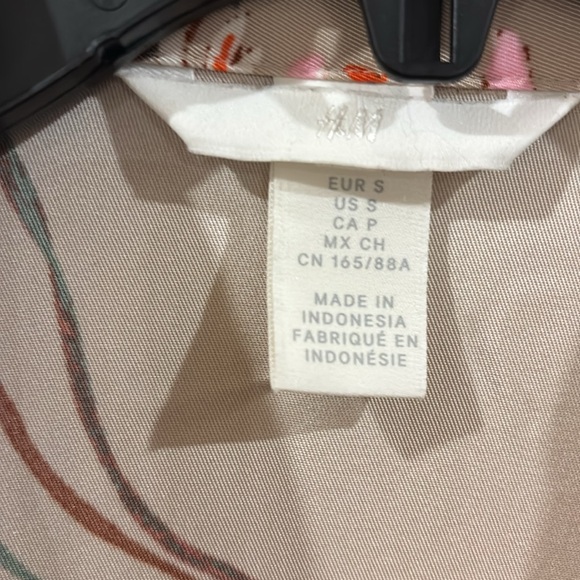 H&M
EUR S
US S
CA P
MX CH
CN 165/88A
MADE IN
INDONESIA
FABRIQUÉ EN
INDONÉSIE